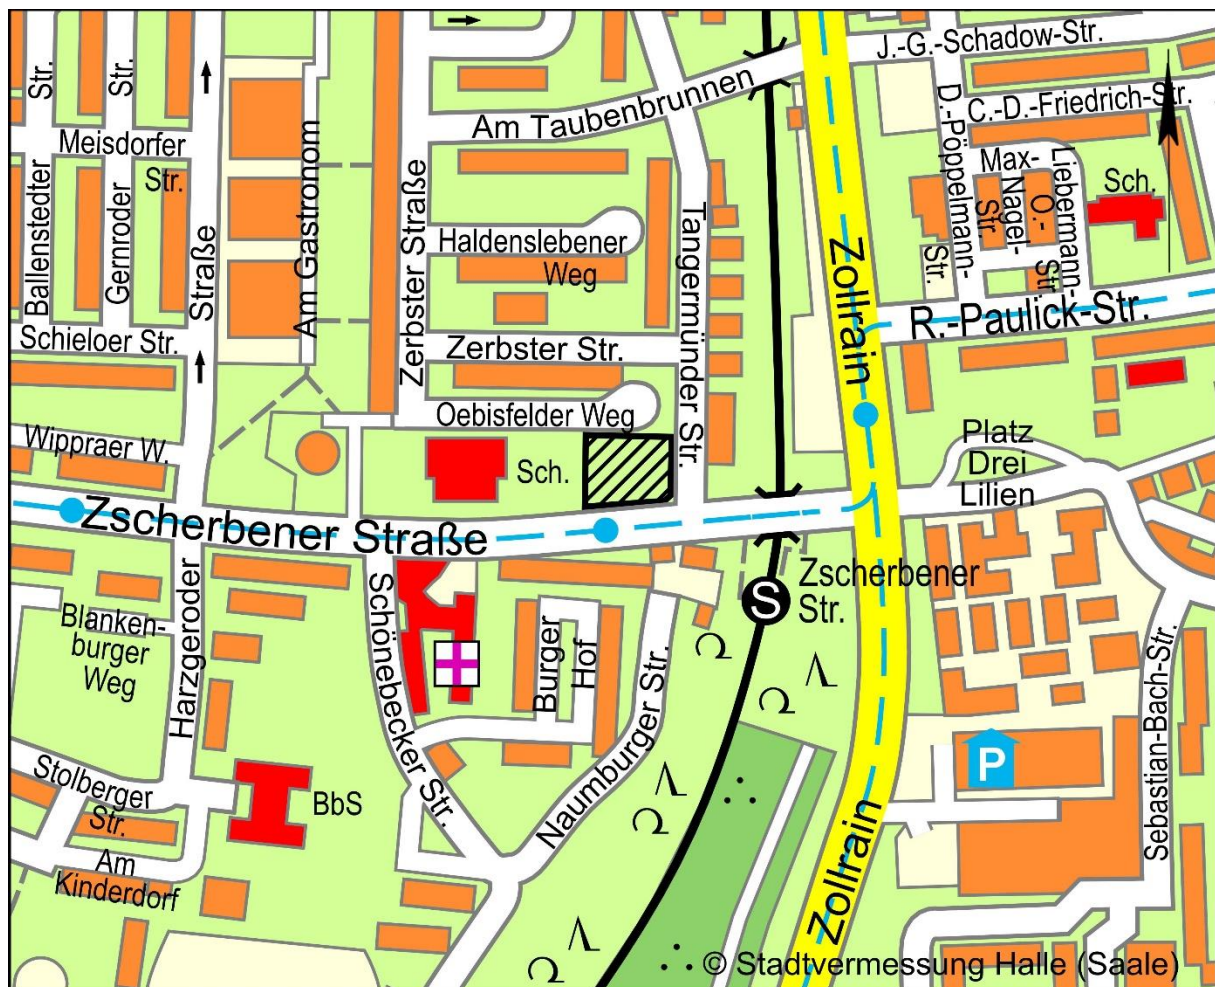 J.-G.-Schadow-Str.
Str.
Str.
Am Taubenbrunnen
D.-Pöppelmann-
Str.
C.-D.-Friedrich-Str.
Meisdorfer
Str.
Max-
Nagel-
Str.
O.-
Liebermann-
Str.
Sch.
Ballenstedter
Gernroder
Straße
Am Gastronom
Zerbster Straße
Haldenslebener
Weg
Tangermünder Str.
Zollrain
R.-Paulick-Str.
Schieloer Str.
Zerbster Str.
Oebisfelder Weg
Wippraer W.
Sch.
Platz
Drei
Lilien
Zscherbener Straße
Harzgeroder
Schönebecker Str.
S
Zscherbener
Str.
Blanken-
burger
Weg
Burger
Hof
Naumburger Str.
Sebastian-Bach-Str.
P
Stolberger
Str.
BbS
Am
Kinderdorf
Zollrain
© Stadtvermessung Halle (Saale)